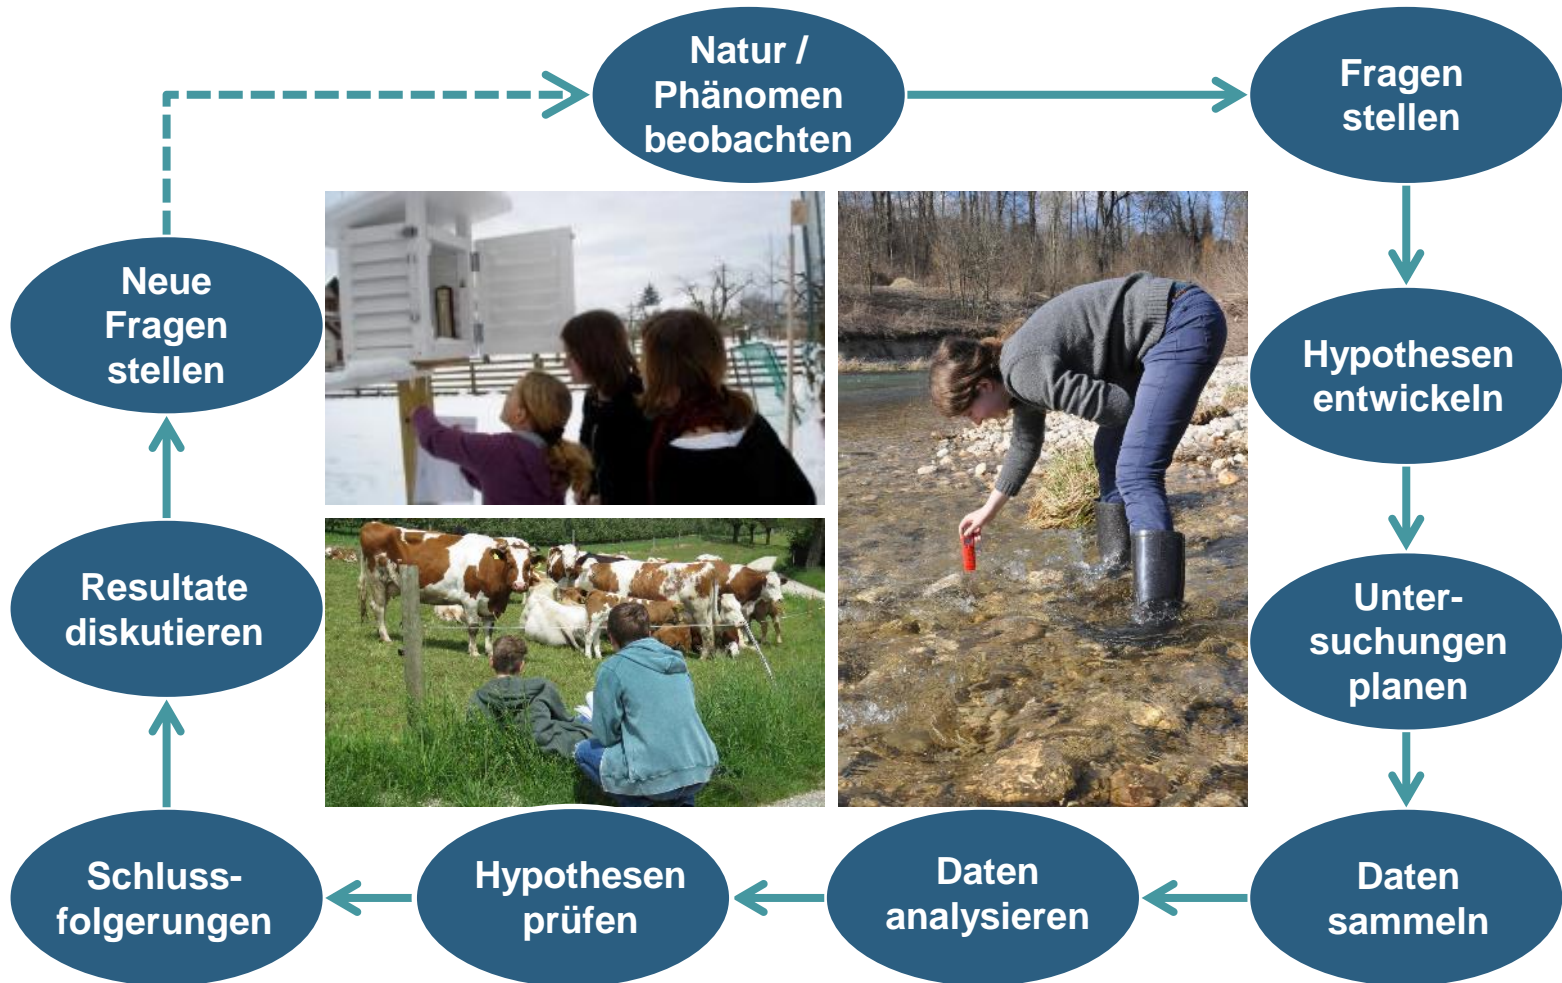 Natur /
Phänomen
beobachten
Fragen
stellen
Hypothesen
entwickeln
Unter-
suchungen
planen
Daten
sammeln
Daten
analysieren
Hypothesen
prüfen
Schluss-
folgerungen
Resultate
diskutieren
Neue
Fragen
stellen